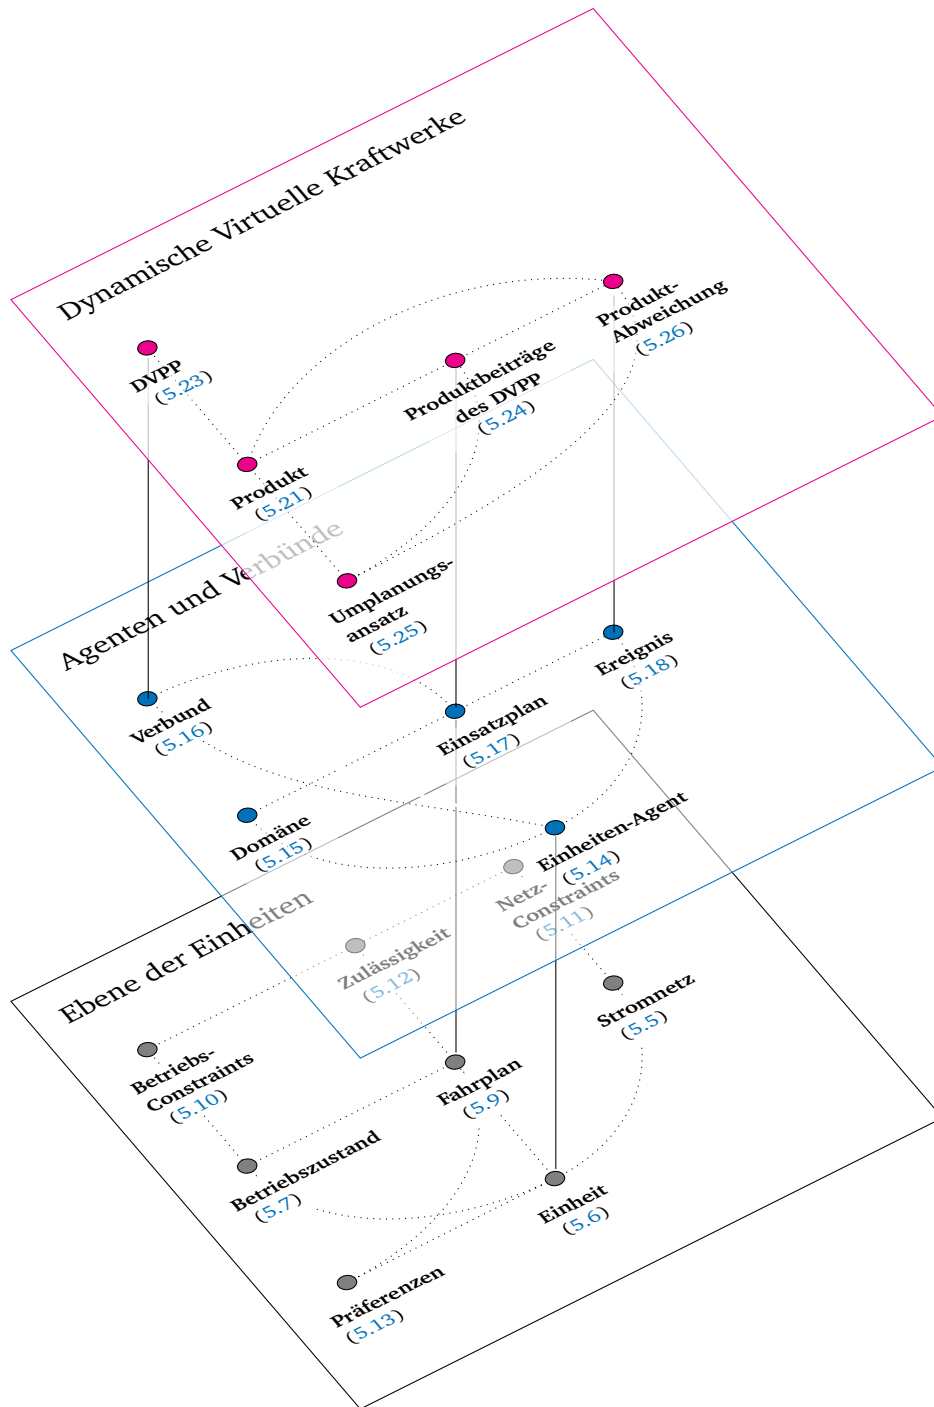 Dynamische Virtuelle Kraftwerke
Produkt-
Abweichung
(5.26)
DVPP
(5.23)
Produktbeiträge
des DVPP
(5.24)
Produkt
(5.21)
Umplanungs-
ansatz
(5.25)
Agenten und Verbünde
Ereignis
(5.18)
Verbund
(5.16)
Einsatzplan
(5.17)
Domäne
(5.15)
Einheiten-Agent
(5.14)
Ebene der Einheiten
Netz-
Constraints
(5.11)
Zulässigkeit
(5.12)
Stromnetz
(5.5)
Betriebs-
Constraints
(5.10)
Fahrplan
(5.9)
Betriebszustand
(5.7)
Einheit
(5.6)
Präferenzen
(5.13)